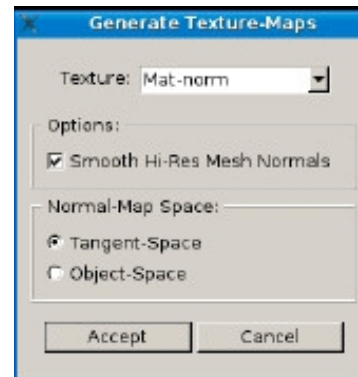 Generate Texture-Maps
Texture: Mat-norm
Options:
Smooth Hi-Res Mesh Normals
Normal-Map Space:
Tangent-Space
Object-Space
Accept Cancel